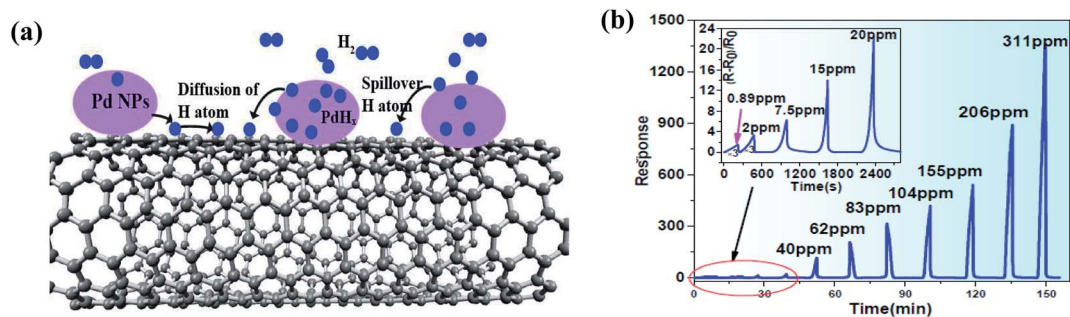 (a)
H₂
Pd NPs
Diffusion of
H atom
Spillover
H atom
PdHₓ
(b)
Response
1500
1200
900
600
300
0
0
30
60
90
120
150
Time(min)
40ppm
62ppm
83ppm
104ppm
155ppm
206ppm
311ppm
(R-R₀)/R₀
24
20
16
12
8
4
0
0
600
1200
1800
2400
Time(s)
0.89ppm
2ppm
7.5ppm
15ppm
20ppm
-3
-3